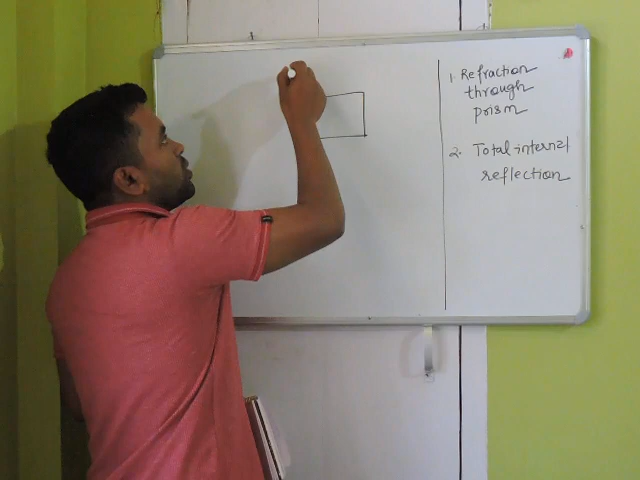 1. Refraction
through
prism
2. Total internal
reflection